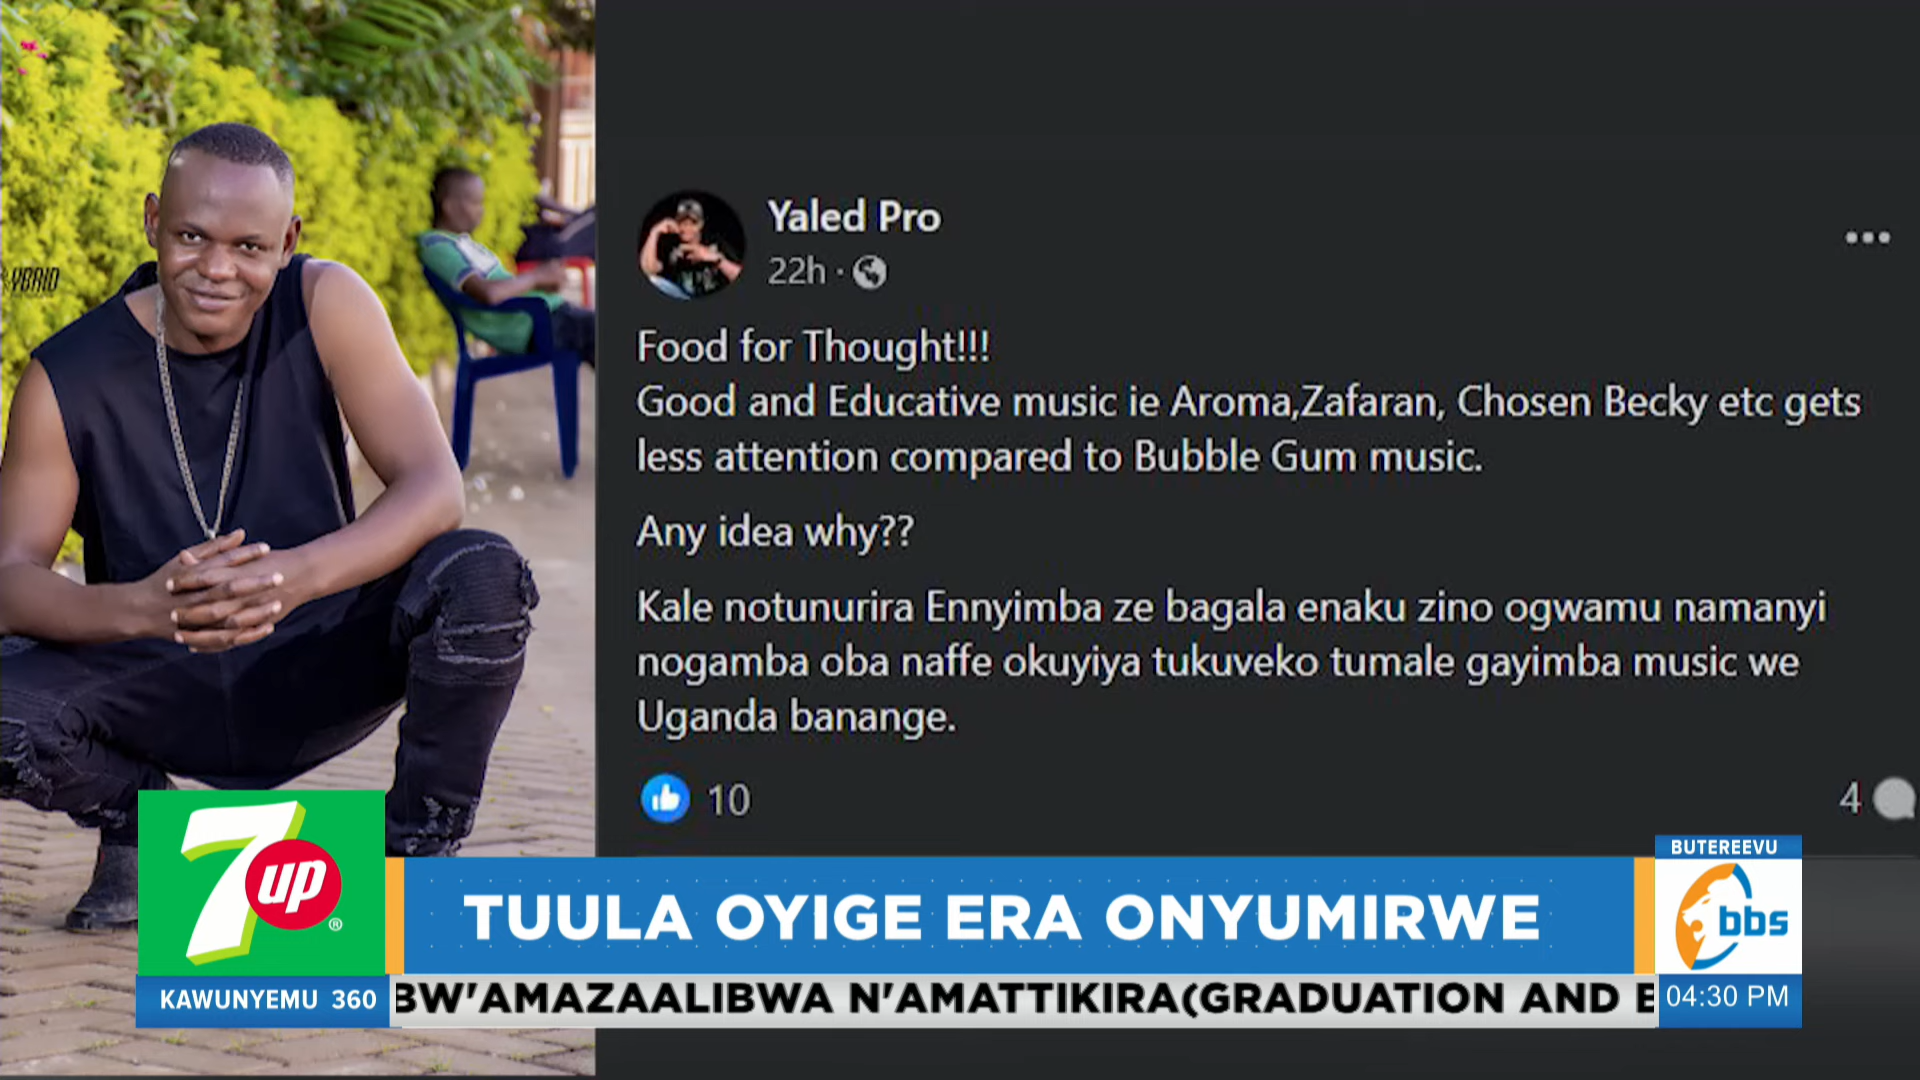 YBRID
Yaled Pro
22h ·
Food for Thought!!!
Good and Educative music ie Aroma,Zafaran, Chosen Becky etc gets
less attention compared to Bubble Gum music.
Any idea why??
Kale notunurira Ennyimba ze bagala enaku zino ogwamu namanyi
nogamba oba naffe okuyiya tukuveko tumale gayimba music we
Uganda banange.
10
4
7up®
TUULA OYIGE ERA ONYUMIRWE
BUTEREEVU
bbs
KAWUNYEMU 360
BW'AMAZAALIBWA N'AMATTIKIRA(GRADUATION AND
04:30 PM